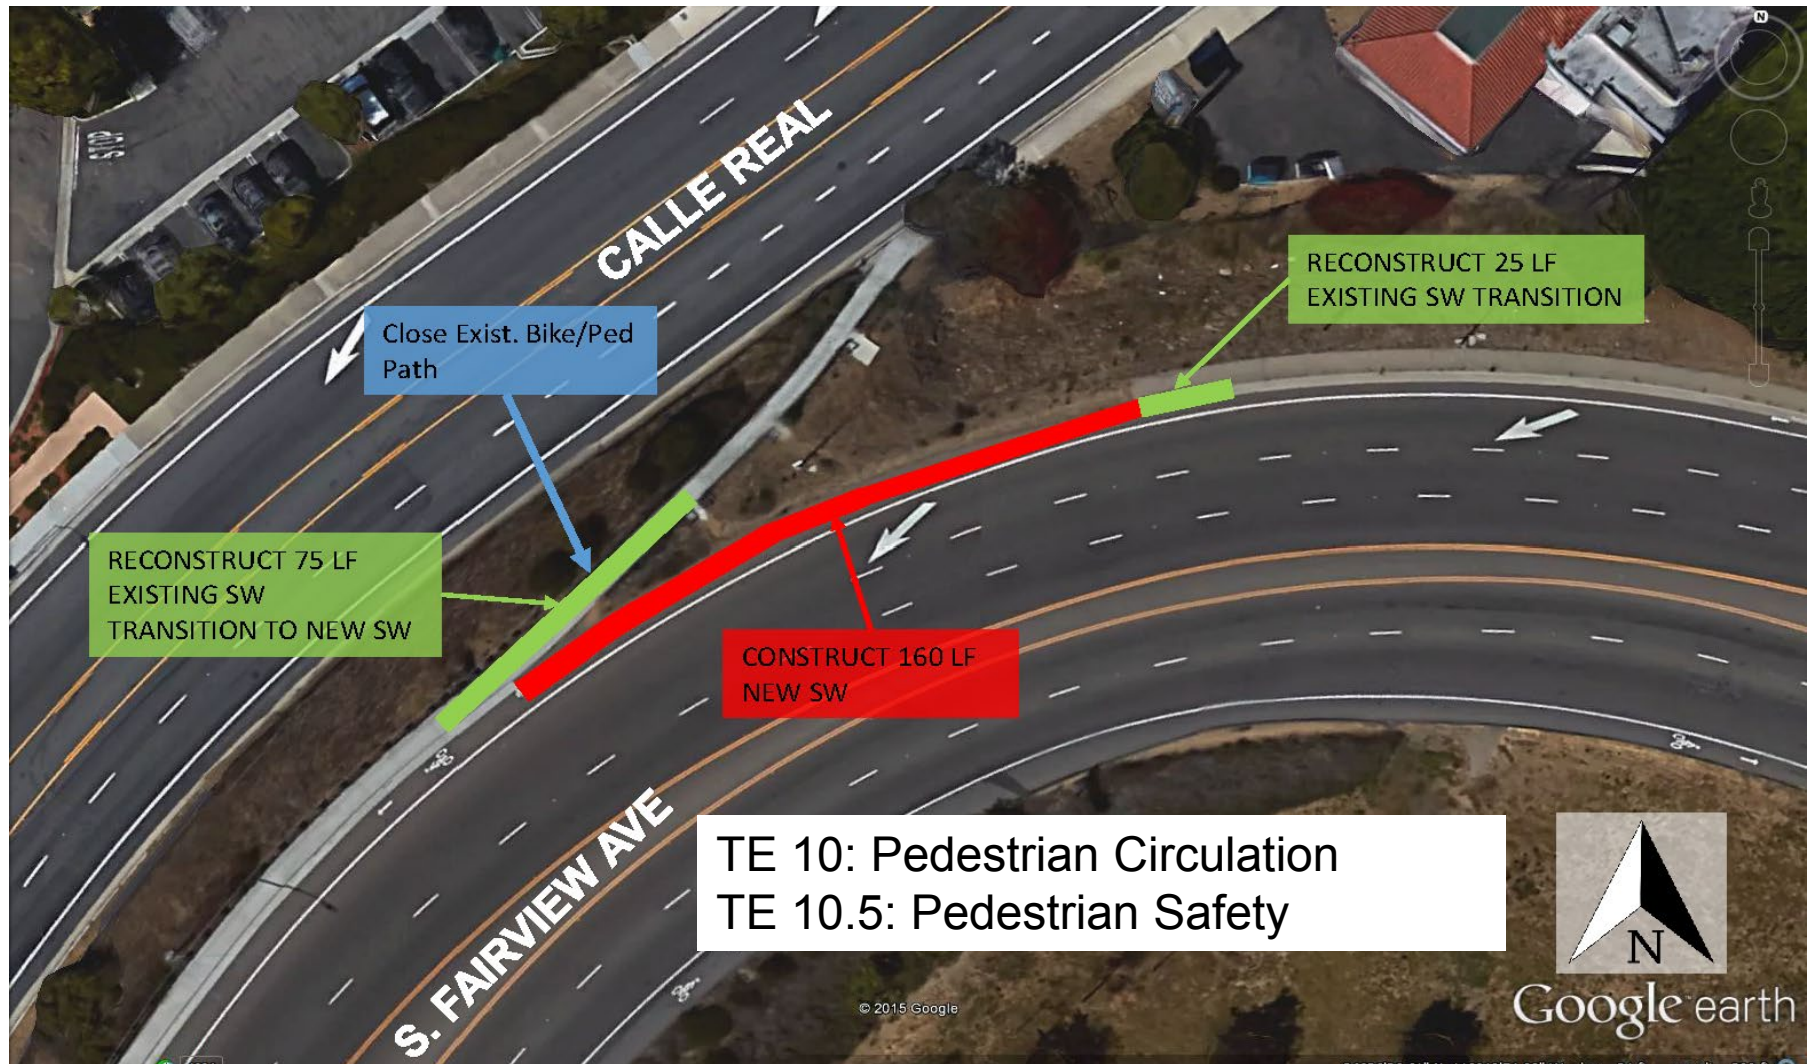 N
STOP
CALLE REAL
RECONSTRUCT 25 LF
EXISTING SW TRANSITION
Close Exist. Bike/Ped
Path
RECONSTRUCT 75 LF
EXISTING SW
TRANSITION TO NEW SW
CONSTRUCT 160 LF
NEW SW
S. FAIRVIEW AVE
TE 10: Pedestrian Circulation
TE 10.5: Pedestrian Safety
N
Google earth
© 2015 Google